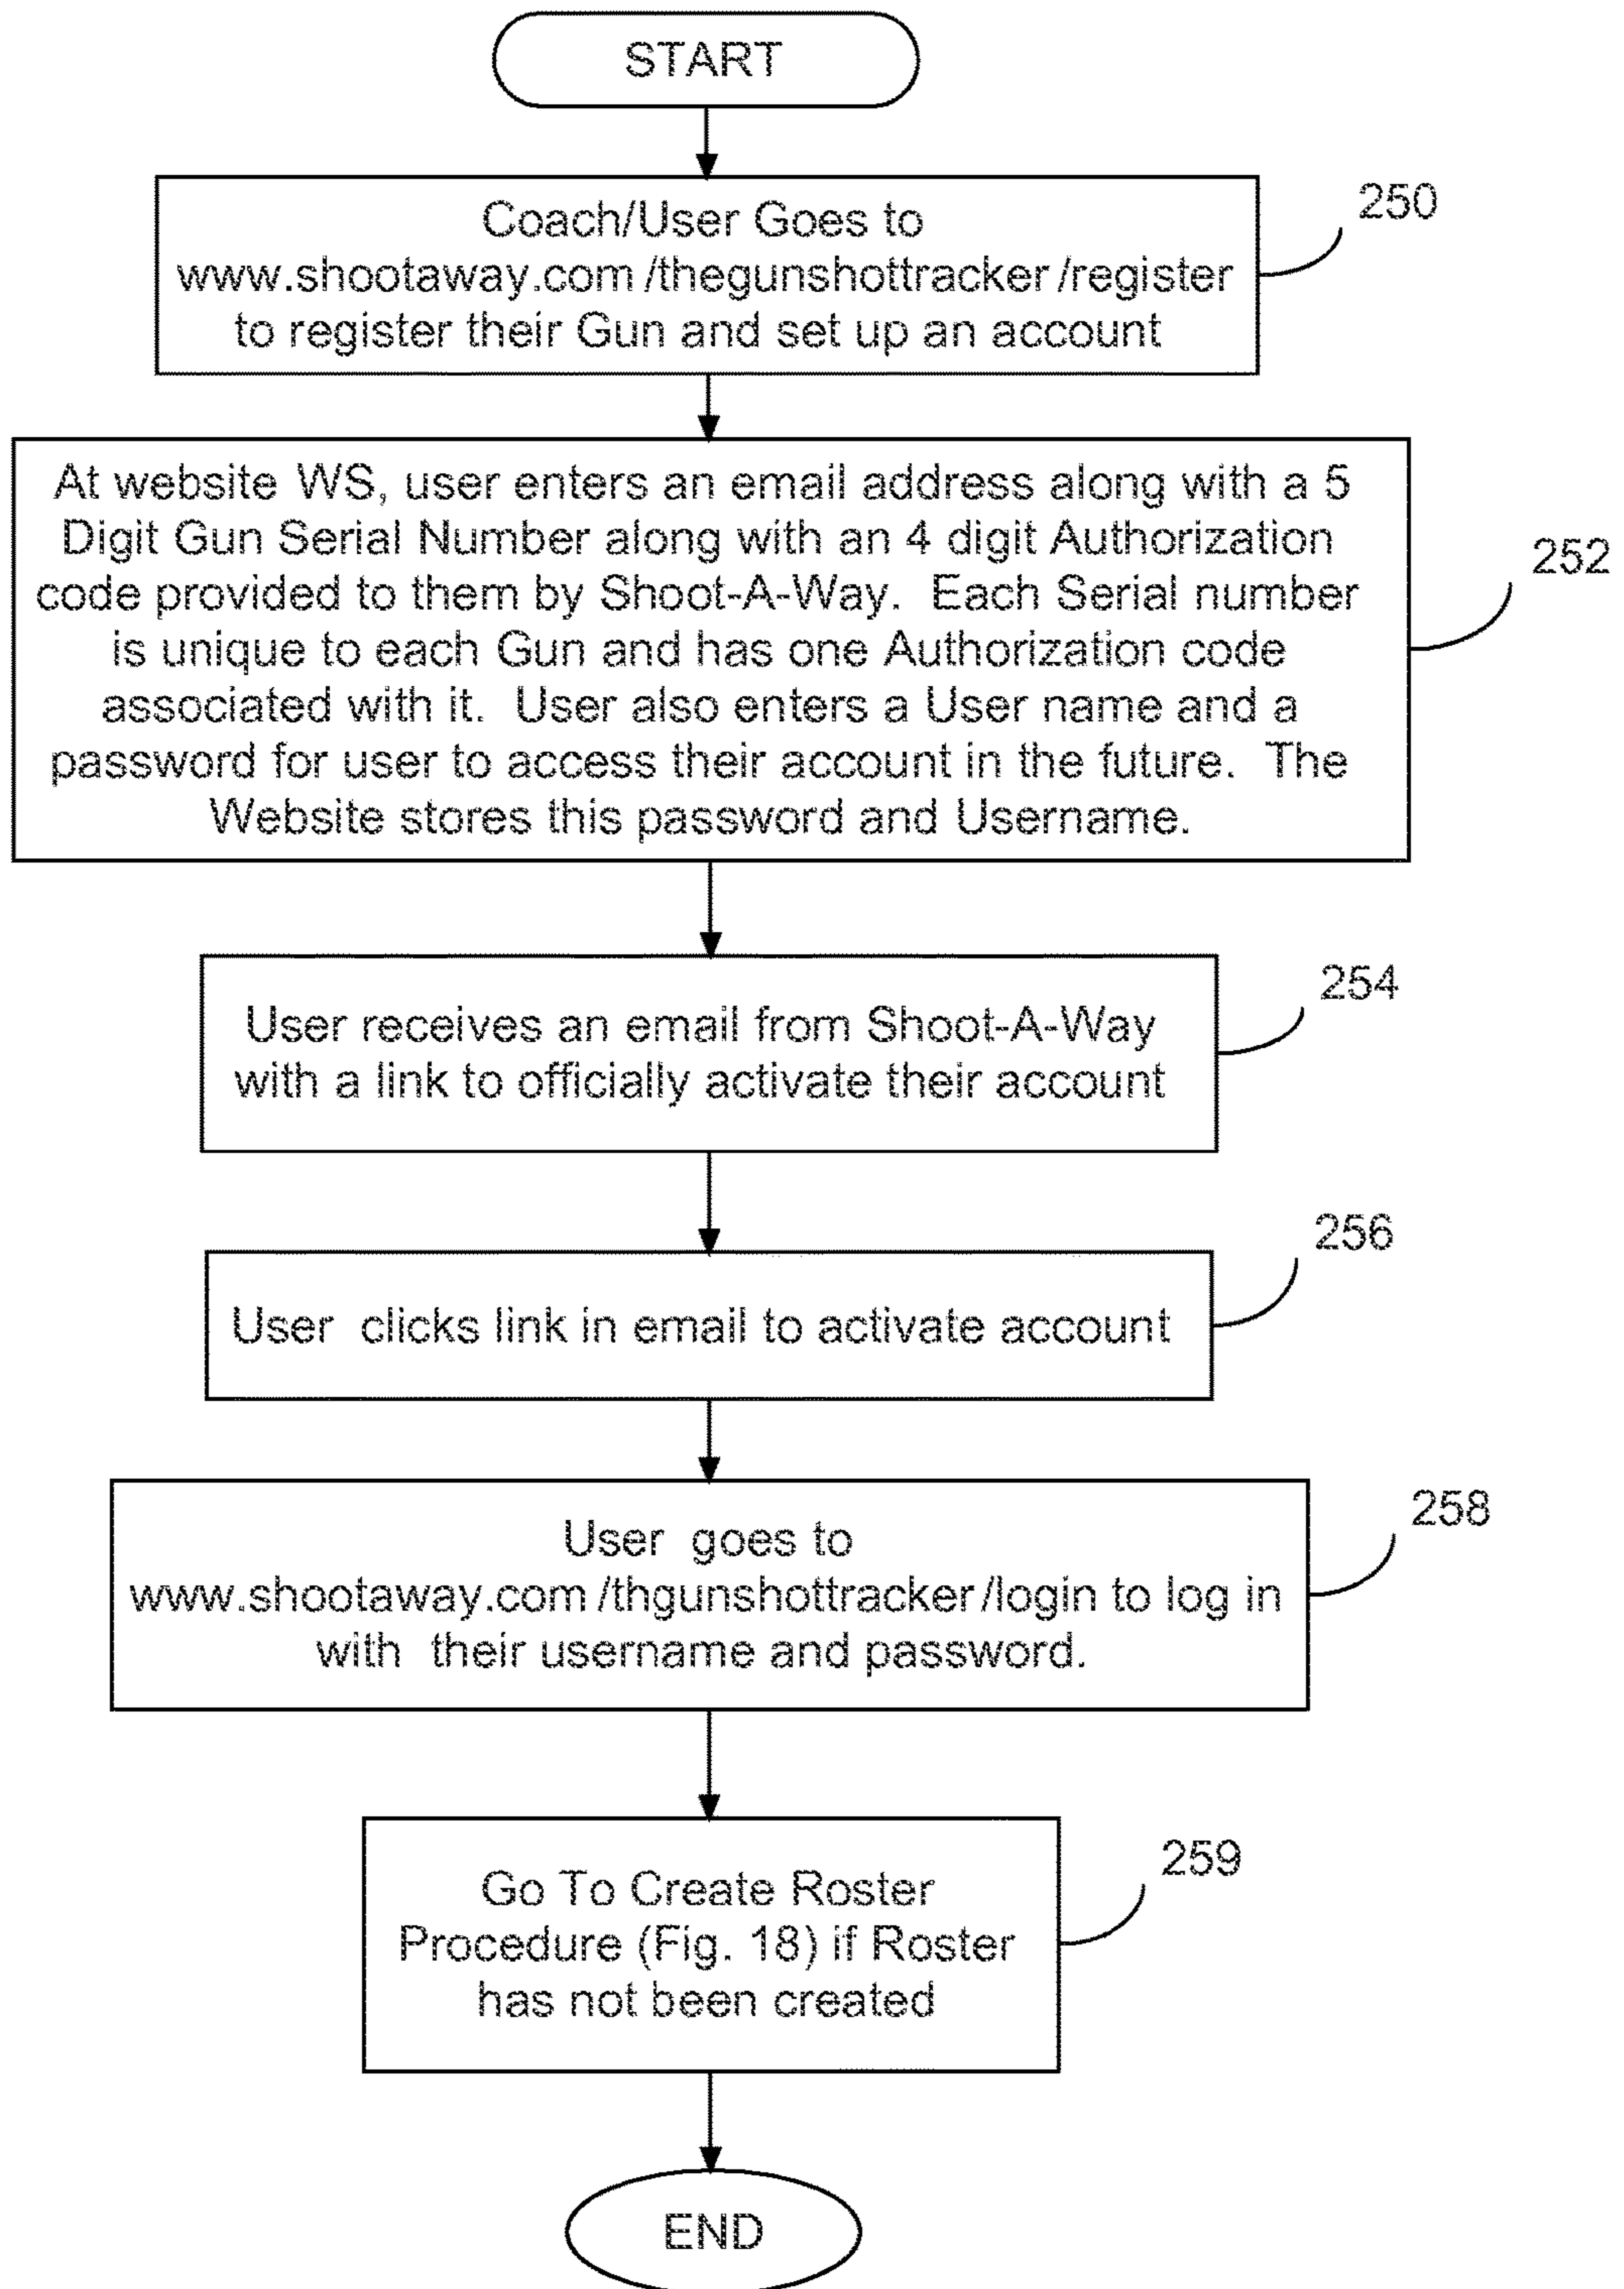 START
Coach/User Goes to
www.shootaway.com /thegunshottracker /register
to register their Gun and set up an account
250
At website WS, user enters an email address along with a 5
Digit Gun Serial Number along with an 4 digit Authorization
code provided to them by Shoot-A-Way. Each Serial number
is unique to each Gun and has one Authorization code
associated with it. User also enters a User name and a
password for user to access their account in the future. The
Website stores this password and Username.
252
User receives an email from Shoot-A-Way
with a link to officially activate their account
254
User clicks link in email to activate account
256
User goes to
www.shootaway.com /thgunshottracker /login to log in
with their username and password.
258
Go To Create Roster
Procedure (Fig. 18) if Roster
has not been created
259
END